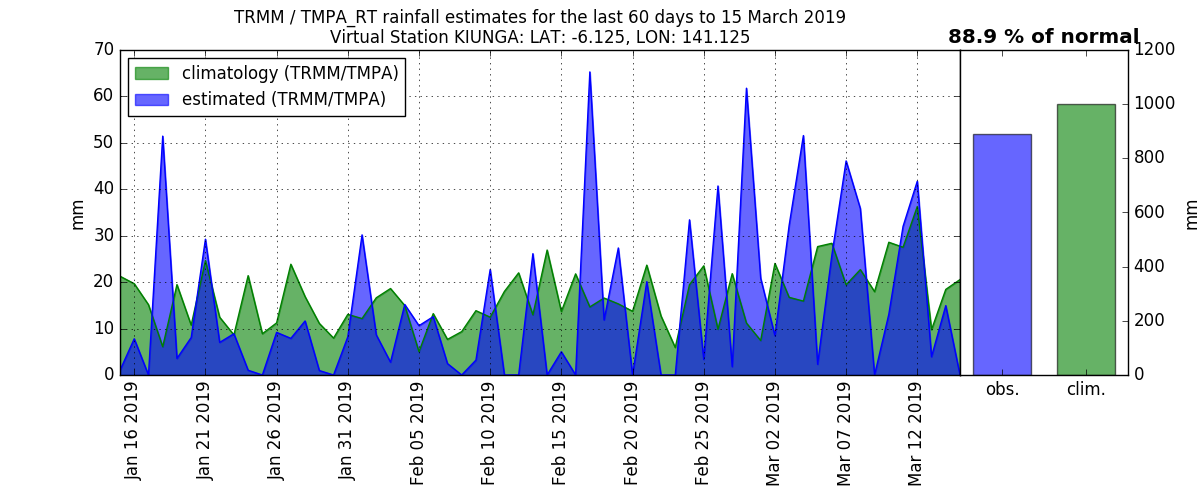 TRMM / TMPA_RT rainfall estimates for the last 60 days to 15 March 2019
Virtual Station KIUNGA: LAT: -6.125, LON: 141.125
88.9 % of normal
climatology (TRMM/TMPA)
estimated (TRMM/TMPA)
mm
70
60
50
40
30
20
10
0
Jan 16 2019
Jan 21 2019
Jan 26 2019
Jan 31 2019
Feb 05 2019
Feb 10 2019
Feb 15 2019
Feb 20 2019
Feb 25 2019
Mar 02 2019
Mar 07 2019
Mar 12 2019
obs.
clim.
1200
1000
800
600
400
200
0
mm